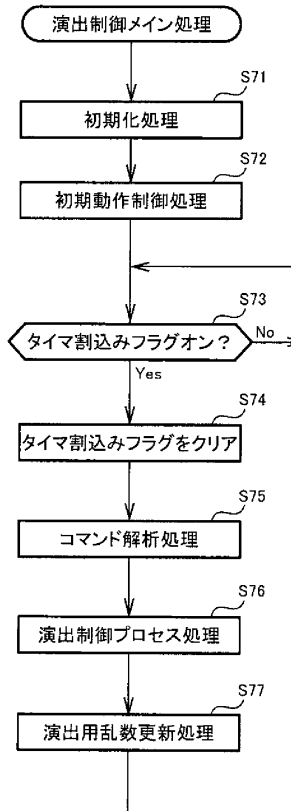 演出制御メイン処理
S71
初期化処理
S72
初期動作制御処理
S73
タイマ割込みフラグオン?
No
Yes
S74
タイマ割込みフラグをクリア
S75
コマンド解析処理
S76
演出制御プロセス処理
S77
演出用乱数更新処理